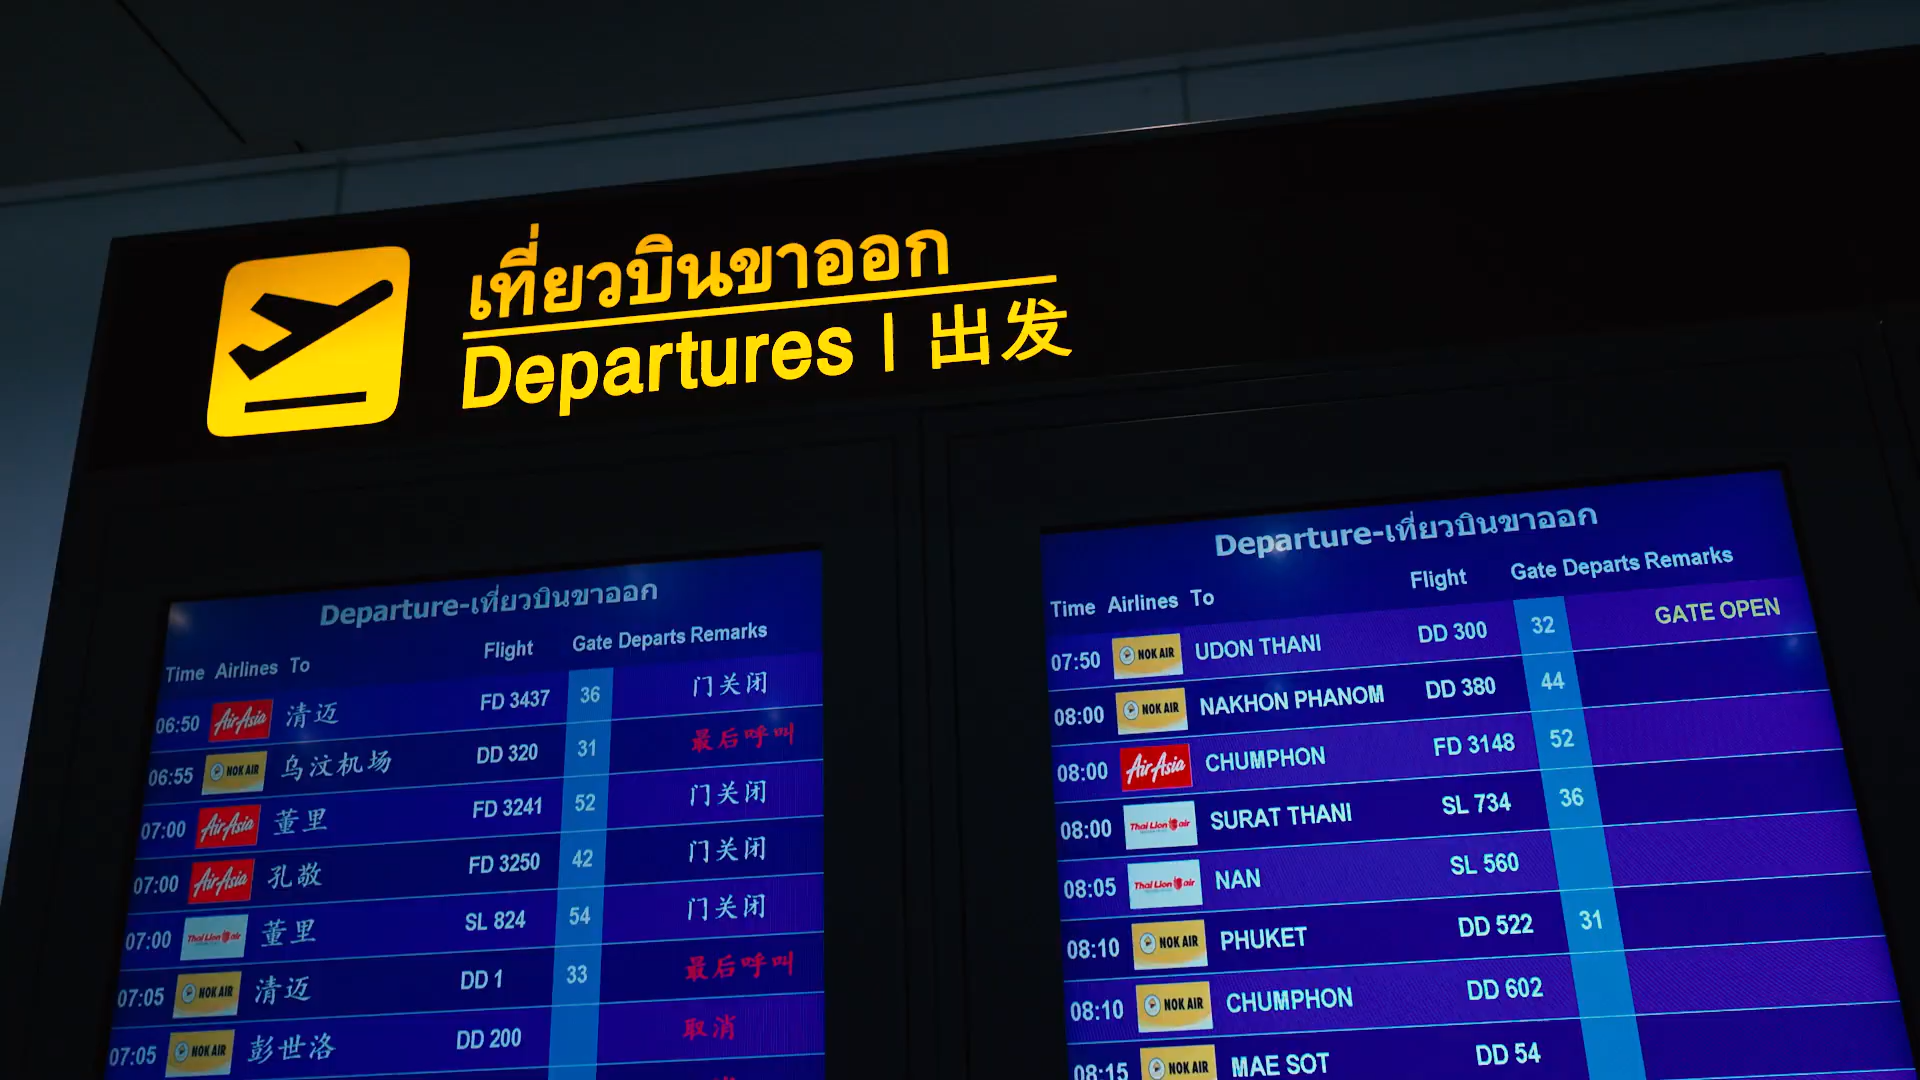 เที่ยวบินขาออก
Departures | 出发
Departure-เที่ยวบินขาออก
Time Airlines To Flight Gate Departs Remarks
06:50 AirAsia 清迈 FD 3437 36 门关闭
06:55 NOK AIR 乌汶机场 DD 320 31 最后呼叫
07:00 AirAsia 董里 FD 3241 52 门关闭
07:00 AirAsia 孔敬 FD 3250 42 门关闭
07:00 Thai Lion air 董里 SL 824 54 门关闭
07:05 NOK AIR 清迈 DD 1 33 最后呼叫
07:05 NOK AIR 彭世洛 DD 200 取消
Departure-เที่ยวบินขาออก
Time Airlines To Flight Gate Departs Remarks
07:50 NOK AIR UDON THANI DD 300 32 GATE OPEN
08:00 NOK AIR NAKHON PHANOM DD 380 44
08:00 AirAsia CHUMPHON FD 3148 52
08:00 Thai Lion air SURAT THANI SL 734 36
08:05 Thai Lion air NAN SL 560
08:10 NOK AIR PHUKET DD 522 31
08:10 NOK AIR CHUMPHON DD 602
08:15 NOK AIR MAE SOT DD 54